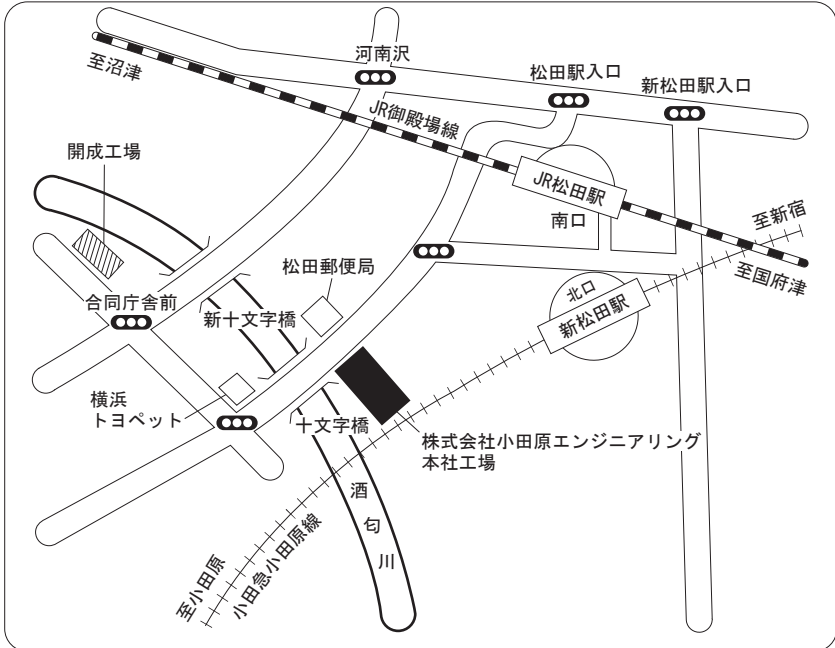 河南沢
松田駅入口
新松田駅入口
至沼津
JR御殿場線
開成工場
JR松田駅
南口
至新宿
至国府津
松田郵便局
北口
新松田駅
合同庁舎前
新十文字橋
横浜
トヨペット
十文字橋
株式会社小田原エンジニアリング
本社工場
酒匂川
至小田原
小田急小田原線